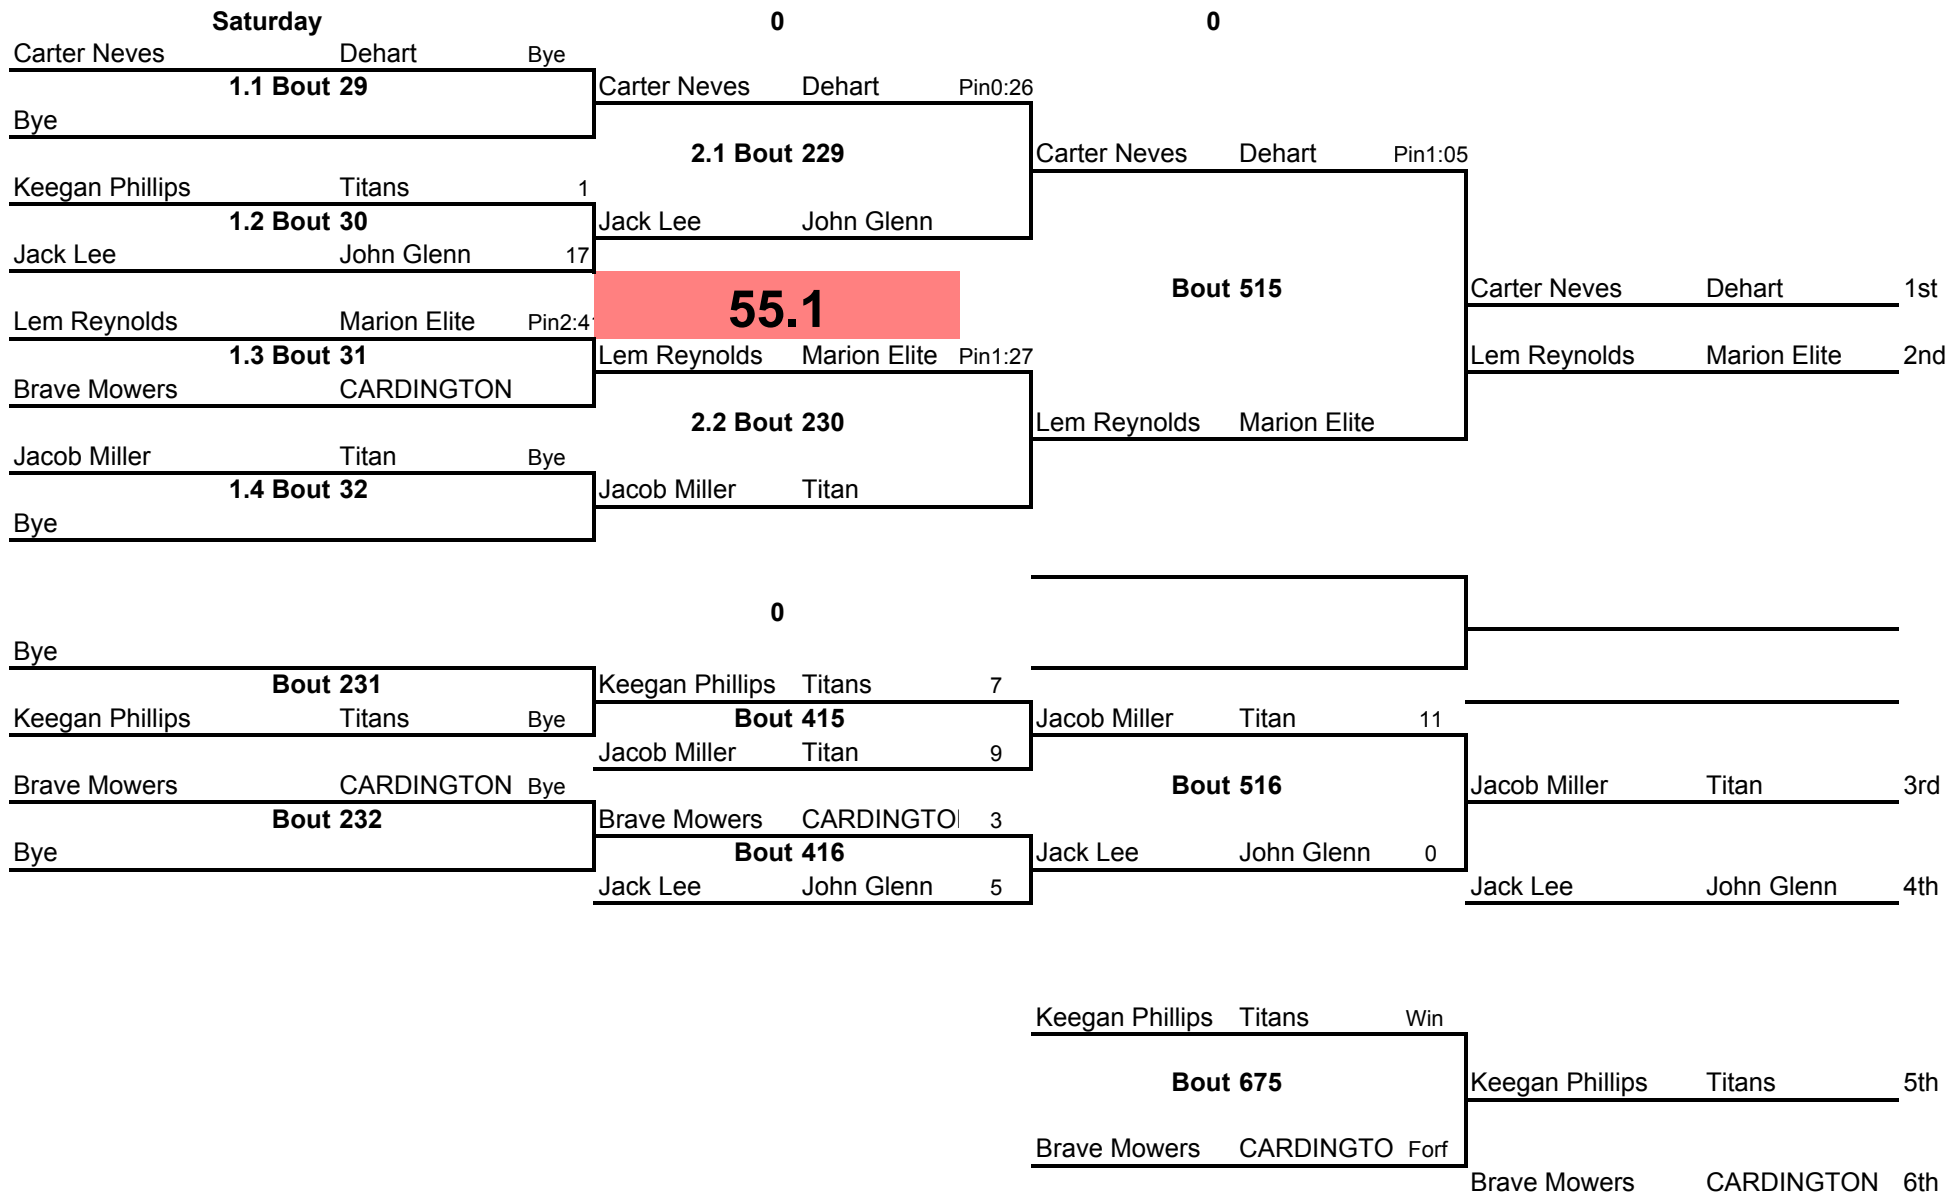 Saturday 0 0
Carter Neves Dehart Bye
1.1 Bout 29 Carter Neves Dehart Pin0:26
Bye
2.1 Bout 229 Carter Neves Dehart Pin1:05
Keegan Phillips Titans 1
1.2 Bout 30 Jack Lee John Glenn
Jack Lee John Glenn 17
55.1 Bout 515 Carter Neves Dehart 1st
Lem Reynolds Marion Elite Pin2:4
1.3 Bout 31 Lem Reynolds Marion Elite Pin1:27 Lem Reynolds Marion Elite 2nd
Brave Mowers CARDINGTON
2.2 Bout 230 Lem Reynolds Marion Elite
Jacob Miller Titan Bye
1.4 Bout 32 Jacob Miller Titan
Bye
0
Bye
Bout 231 Keegan Phillips Titans 7
Keegan Phillips Titans Bye Bout 415 Jacob Miller Titan 11
Jacob Miller Titan 9
Brave Mowers CARDINGTON Bye Bout 516 Jacob Miller Titan 3rd
Bout 232 Brave Mowers CARDINGTO 3
Bye Bout 416 Jack Lee John Glenn 0
Jack Lee John Glenn 5 Jack Lee John Glenn 4th
Keegan Phillips Titans Win
Bout 675 Keegan Phillips Titans 5th
Brave Mowers CARDINGTO Forf
Brave Mowers CARDINGTON 6th